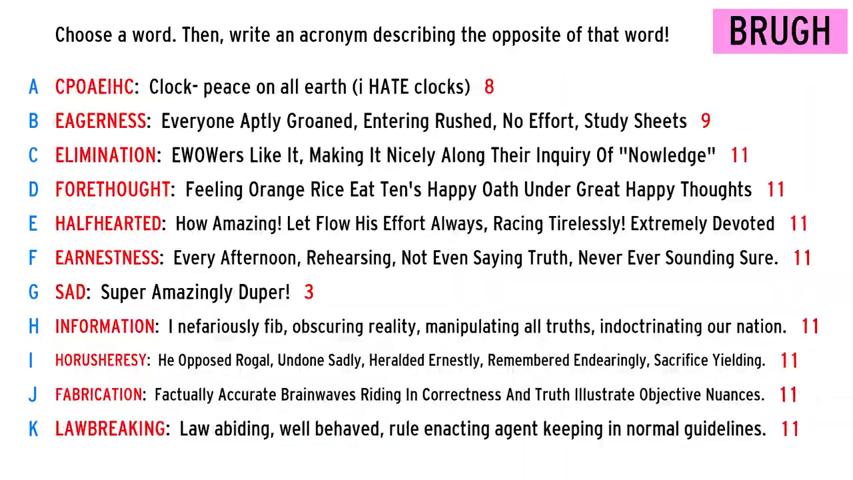 Choose a word. Then, write an acronym describing the opposite of that word!
BRUGH
A CPOAEIHC: Clock- peace on all earth (i HATE clocks) 8
B EAGERNESS: Everyone Aptly Groaned, Entering Rushed, No Effort, Study Sheets 9
C ELIMINATION: EWOWers Like It, Making It Nicely Along Their Inquiry Of "Nowledge" 11
D FORETHOUGHT: Feeling Orange Rice Eat Ten's Happy Oath Under Great Happy Thoughts 11
E HALFHEARTED: How Amazing! Let Flow His Effort Always, Racing Tirelessly! Extremely Devoted 11
F EARNESTNESS: Every Afternoon, Rehearsing, Not Even Saying Truth, Never Ever Sounding Sure. 11
G SAD: Super Amazingly Duper! 3
H INFORMATION: I nefariously fib, obscuring reality, manipulating all truths, indoctrinating our nation. 11
I HORUSHERESY: He Opposed Rogal, Undone Sadly, Heralded Ernestly, Remembered Endearingly, Sacrifice Yielding. 11
J FABRICATION: Factually Accurate Brainwaves Riding In Correctness And Truth Illustrate Objective Nuances. 11
K LAWBREAKING: Law abiding, well behaved, rule enacting agent keeping in normal guidelines. 11